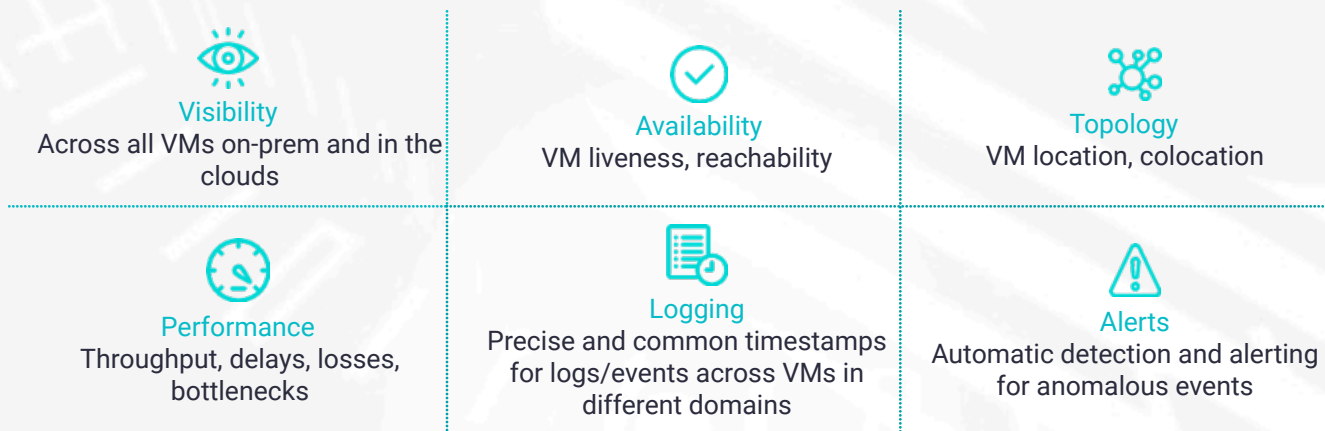 Visibility
Across all VMs on-prem and in the
clouds
Availability
VM liveness, reachability
Topology
VM location, colocation
Performance
Throughput, delays, losses,
bottlenecks
Logging
Precise and common timestamps
for logs/events across VMs in
different domains
Alerts
Automatic detection and alerting
for anomalous events